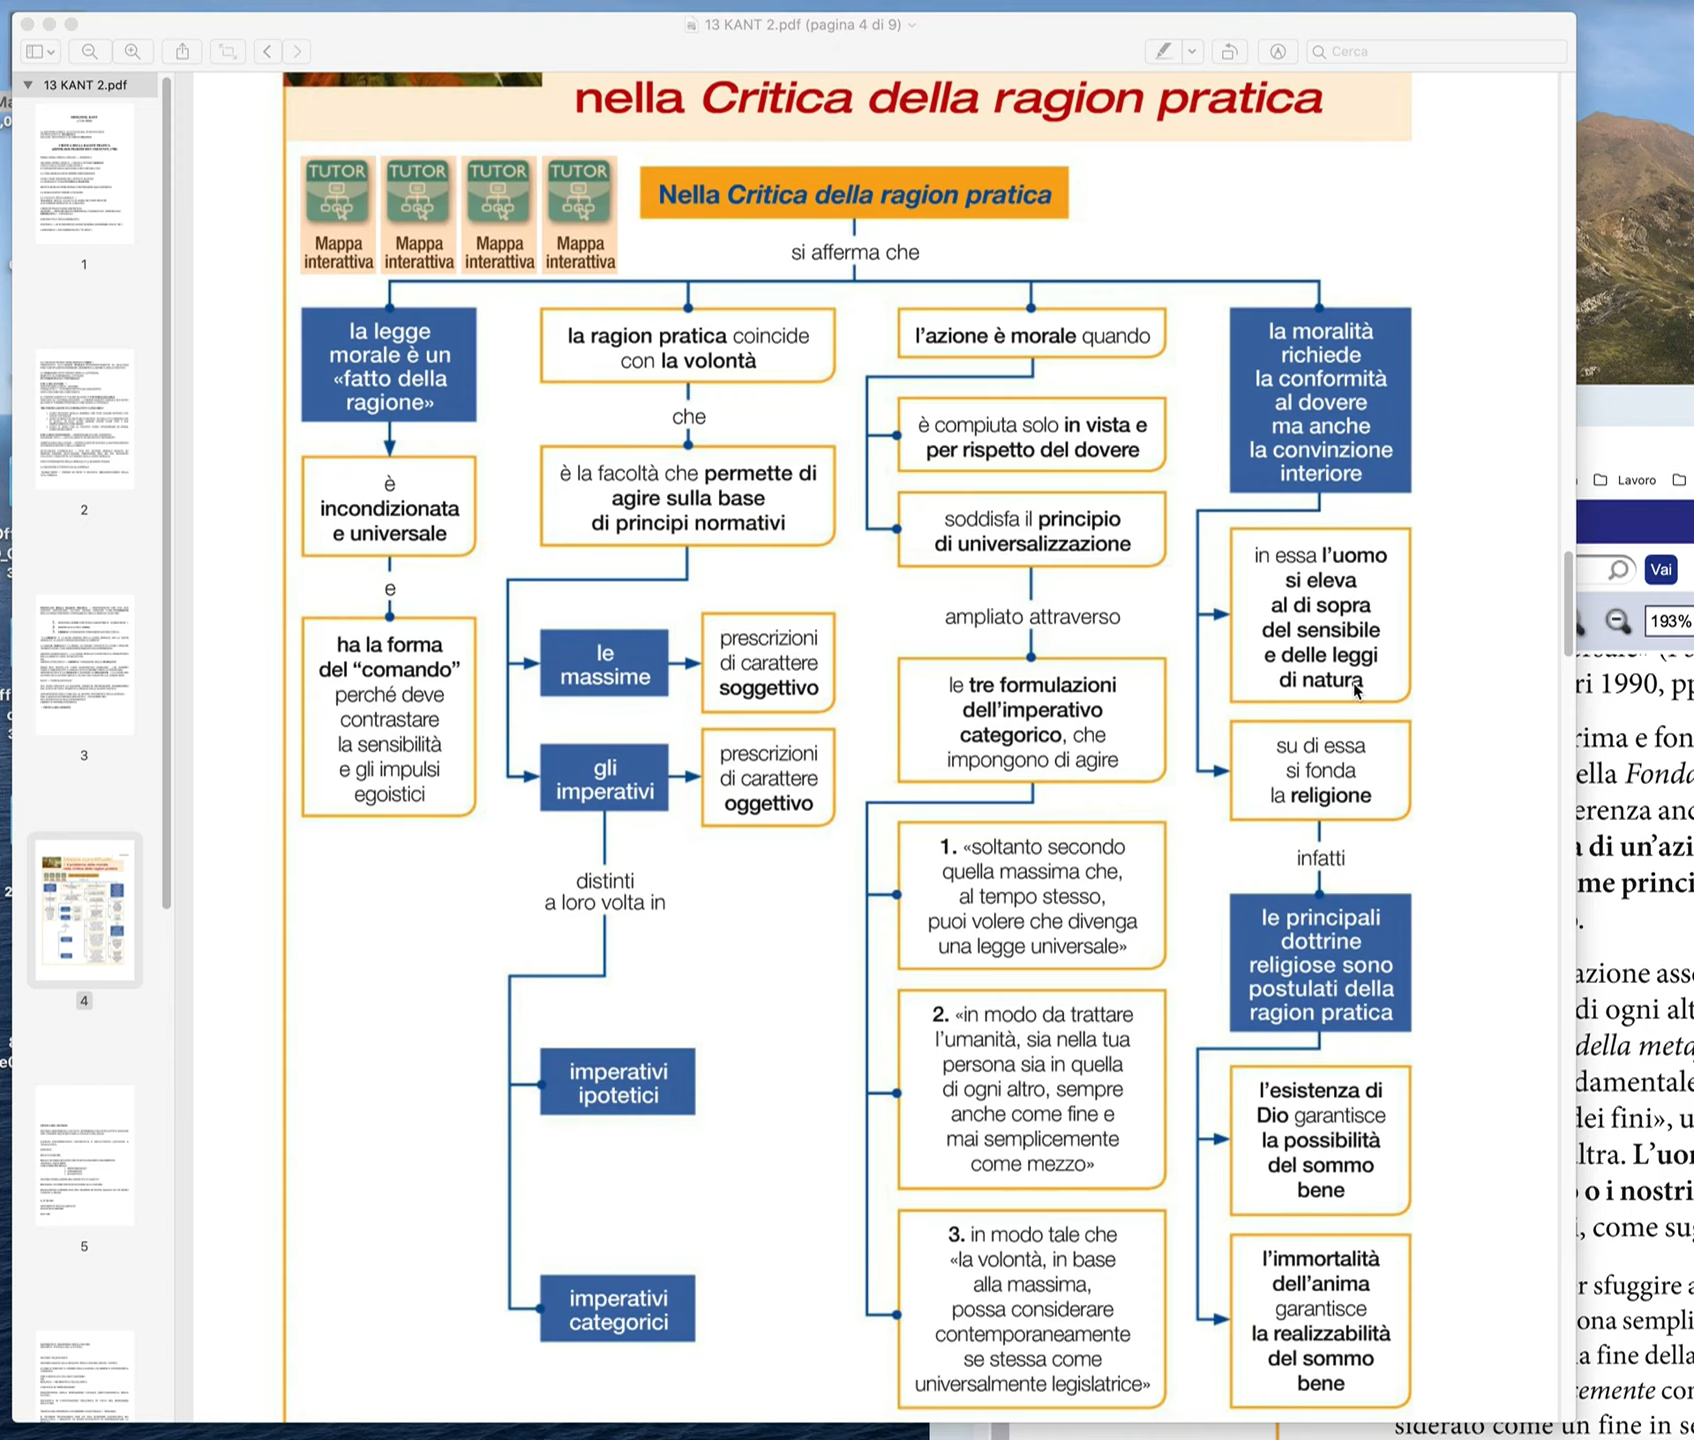 13 KANT 2.pdf (pagina 4 di 9)
Cerca
13 KANT 2.pdf
1
2
3
4
5
nella Critica della ragion pratica
TUTOR
Mappa
interattiva
TUTOR
Mappa
interattiva
TUTOR
Mappa
interattiva
TUTOR
Mappa
interattiva
Nella Critica della ragion pratica
si afferma che
la legge
morale è un
«fatto della
ragione»
è
incondizionata
e universale
e
ha la forma
del “comando”
perché deve
contrastare
la sensibilità
e gli impulsi
egoistici
la ragion pratica coincide
con la volontà
che
è la facoltà che permette di
agire sulla base
di principi normativi
le
massime
prescrizioni
di carattere
soggettivo
gli
imperativi
prescrizioni
di carattere
oggettivo
distinti
a loro volta in
imperativi
ipotetici
imperativi
categorici
l’azione è morale quando
è compiuta solo in vista e
per rispetto del dovere
soddisfa il principio
di universalizzazione
ampliato attraverso
le tre formulazioni
dell’imperativo
categorico, che
impongono di agire
1. «soltanto secondo
quella massima che,
al tempo stesso,
puoi volere che divenga
una legge universale»
2. «in modo da trattare
l’umanità, sia nella tua
persona sia in quella
di ogni altro, sempre
anche come fine e
mai semplicemente
come mezzo»
3. in modo tale che
«la volontà, in base
alla massima,
possa considerare
contemporaneamente
se stessa come
universalmente legislatrice»
la moralità
richiede
la conformità
al dovere
ma anche
la convinzione
interiore
in essa l’uomo
si eleva
al di sopra
del sensibile
e delle leggi
di natura
su di essa
si fonda
la religione
infatti
le principali
dottrine
religiose sono
postulati della
ragion pratica
l’esistenza di
Dio garantisce
la possibilità
del sommo
bene
l’immortalità
dell’anima
garantisce
la realizzabilità
del sommo
bene
Lavoro
Vai
193%
ri 1990, pp
rima e fon
ella Fonda
erenza anc
a di un’azi
me princi
azione asso
di ogni alt
della meta
damentale
dei fini», u
ltra. L’uor
o i nostri
, come sug
r sfuggire a
ona sempli
a fine della
cemente con
siderato come un fine in se